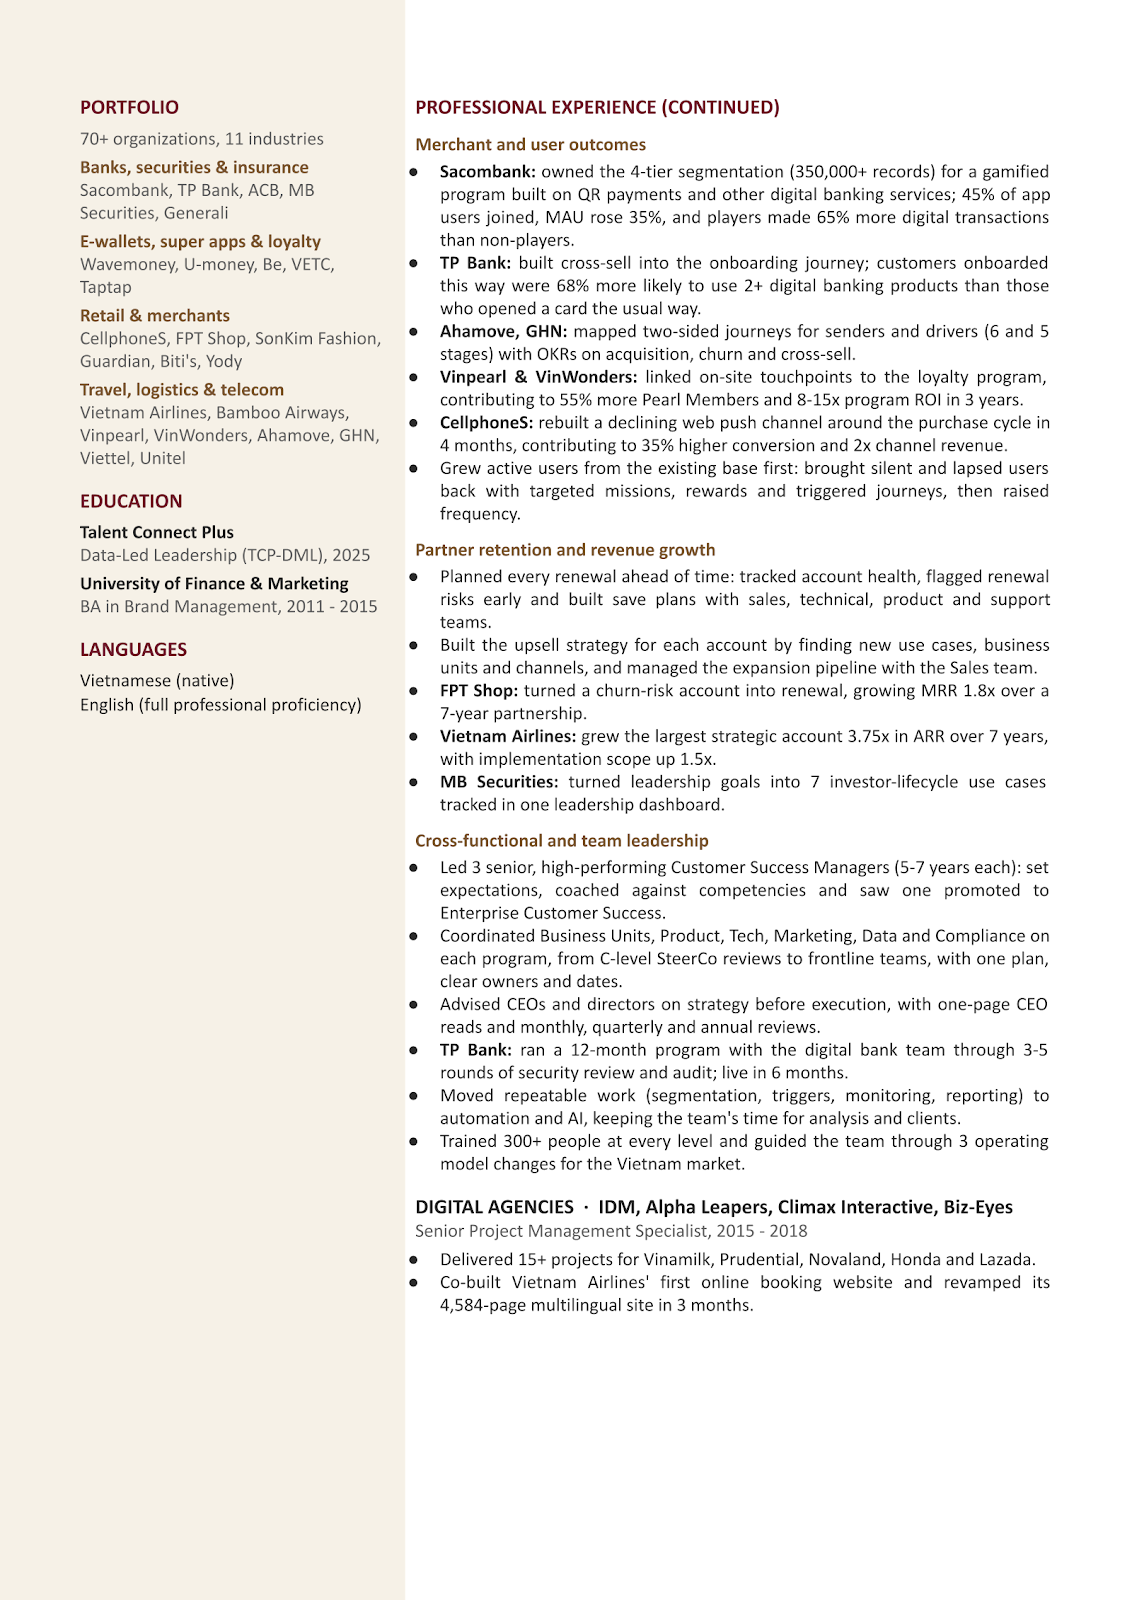 PORTFOLIO
70+ organizations, 11 industries
Banks, securities & insurance
Sacombank, TP Bank, ACB, MB
Securities, Generali
E-wallets, super apps & loyalty
Wavemoney, U-money, Be, VETC,
Taptap
Retail & merchants
CellphoneS, FPT Shop, SonKim Fashion,
Guardian, Biti's, Yody
Travel, logistics & telecom
Vietnam Airlines, Bamboo Airways,
Vinpearl, VinWonders, Ahamove, GHN,
Viettel, Unitel
EDUCATION
Talent Connect Plus
Data-Led Leadership (TCP-DML), 2025
University of Finance & Marketing
BA in Brand Management, 2011 - 2015
LANGUAGES
Vietnamese (native)
English (full professional proficiency)
PROFESSIONAL EXPERIENCE (CONTINUED)
Merchant and user outcomes
● Sacombank: owned the 4-tier segmentation (350,000+ records) for a gamified
program built on QR payments and other digital banking services; 45% of app
users joined, MAU rose 35%, and players made 65% more digital transactions
than non-players.
● TP Bank: built cross-sell into the onboarding journey; customers onboarded
this way were 68% more likely to use 2+ digital banking products than those
who opened a card the usual way.
● Ahamove, GHN: mapped two-sided journeys for senders and drivers (6 and 5
stages) with OKRs on acquisition, churn and cross-sell.
● Vinpearl & VinWonders: linked on-site touchpoints to the loyalty program,
contributing to 55% more Pearl Members and 8-15x program ROI in 3 years.
● CellphoneS: rebuilt a declining web push channel around the purchase cycle in
4 months, contributing to 35% higher conversion and 2x channel revenue.
● Grew active users from the existing base first: brought silent and lapsed users
back with targeted missions, rewards and triggered journeys, then raised
frequency.
Partner retention and revenue growth
● Planned every renewal ahead of time: tracked account health, flagged renewal
risks early and built save plans with sales, technical, product and support
teams.
● Built the upsell strategy for each account by finding new use cases, business
units and channels, and managed the expansion pipeline with the Sales team.
● FPT Shop: turned a churn-risk account into renewal, growing MRR 1.8x over a
7-year partnership.
● Vietnam Airlines: grew the largest strategic account 3.75x in ARR over 7 years,
with implementation scope up 1.5x.
● MB Securities: turned leadership goals into 7 investor-lifecycle use cases
tracked in one leadership dashboard.
Cross-functional and team leadership
● Led 3 senior, high-performing Customer Success Managers (5-7 years each): set
expectations, coached against competencies and saw one promoted to
Enterprise Customer Success.
● Coordinated Business Units, Product, Tech, Marketing, Data and Compliance on
each program, from C-level SteerCo reviews to frontline teams, with one plan,
clear owners and dates.
● Advised CEOs and directors on strategy before execution, with one-page CEO
reads and monthly, quarterly and annual reviews.
● TP Bank: ran a 12-month program with the digital bank team through 3-5
rounds of security review and audit; live in 6 months.
● Moved repeatable work (segmentation, triggers, monitoring, reporting) to
automation and AI, keeping the team's time for analysis and clients.
● Trained 300+ people at every level and guided the team through 3 operating
model changes for the Vietnam market.
DIGITAL AGENCIES · IDM, Alpha Leapers, Climax Interactive, Biz-Eyes
Senior Project Management Specialist, 2015 - 2018
● Delivered 15+ projects for Vinamilk, Prudential, Novaland, Honda and Lazada.
● Co-built Vietnam Airlines' first online booking website and revamped its
4,584-page multilingual site in 3 months.